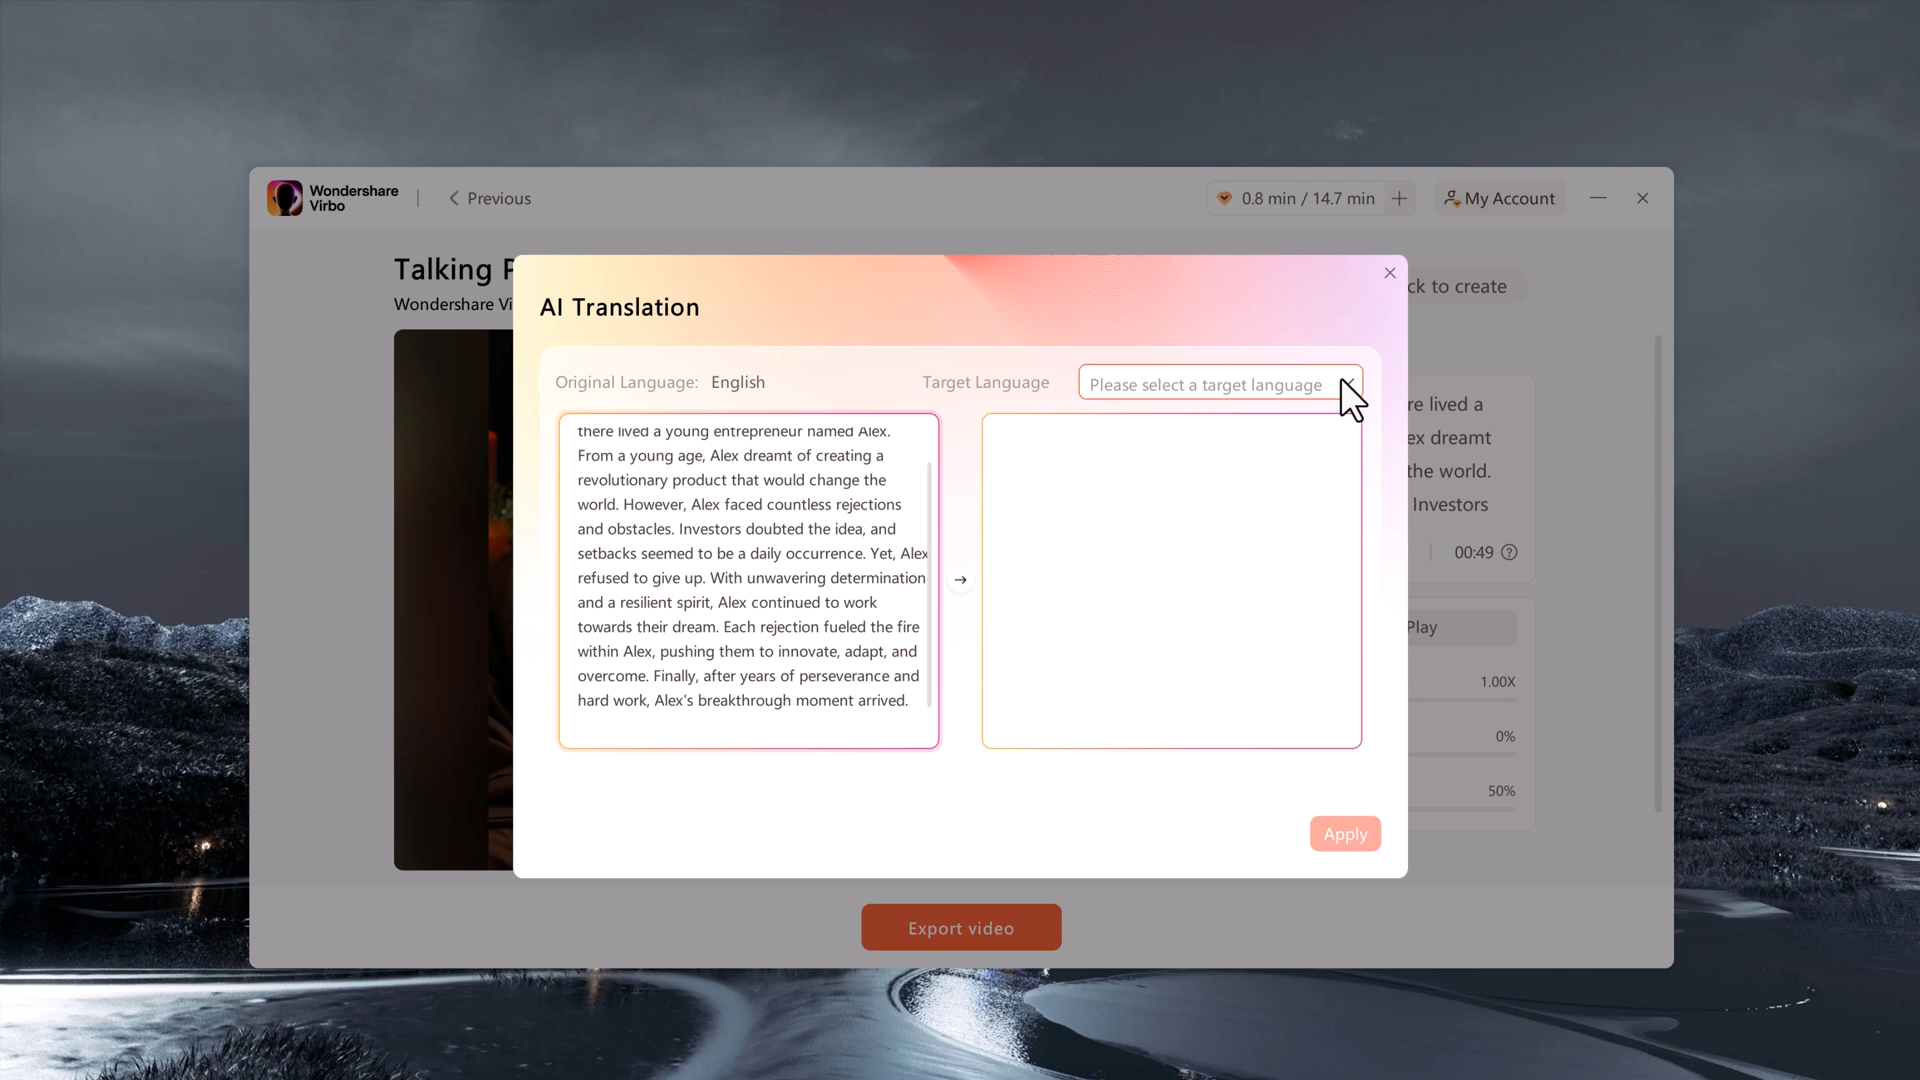 Wondershare
Virbo
Previous
0.8 min / 14.7 min
My Account
Talking
Wondershare
ck to create
AI Translation
Original Language: English
Target Language
Please select a target language
there lived a young entrepreneur named Alex.
From a young age, Alex dreamt of creating a
revolutionary product that would change the
world. However, Alex faced countless rejections
and obstacles. Investors doubted the idea, and
setbacks seemed to be a daily occurrence. Yet, Alex
refused to give up. With unwavering determination
and a resilient spirit, Alex continued to work
towards their dream. Each rejection fueled the fire
within Alex, pushing them to innovate, adapt, and
overcome. Finally, after years of perseverance and
hard work, Alex's breakthrough moment arrived.
re lived a
ex dreamt
the world.
Investors
00:49
Play
1.00X
0%
50%
Apply
Export video